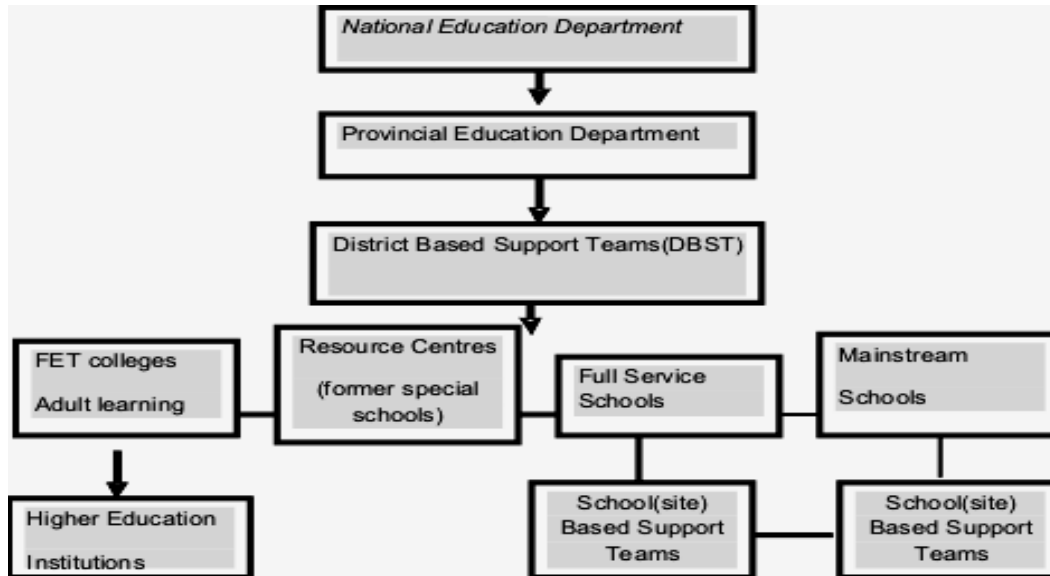 National Education Department
Provincial Education Department
District Based Support Teams(DBST)
FET colleges
Adult learning
Resource Centres
(former special
schools)
Full Service
Schools
Mainstream
Schools
Higher Education
Institutions
School(site)
Based Support
Teams
School(site)
Based Support
Teams